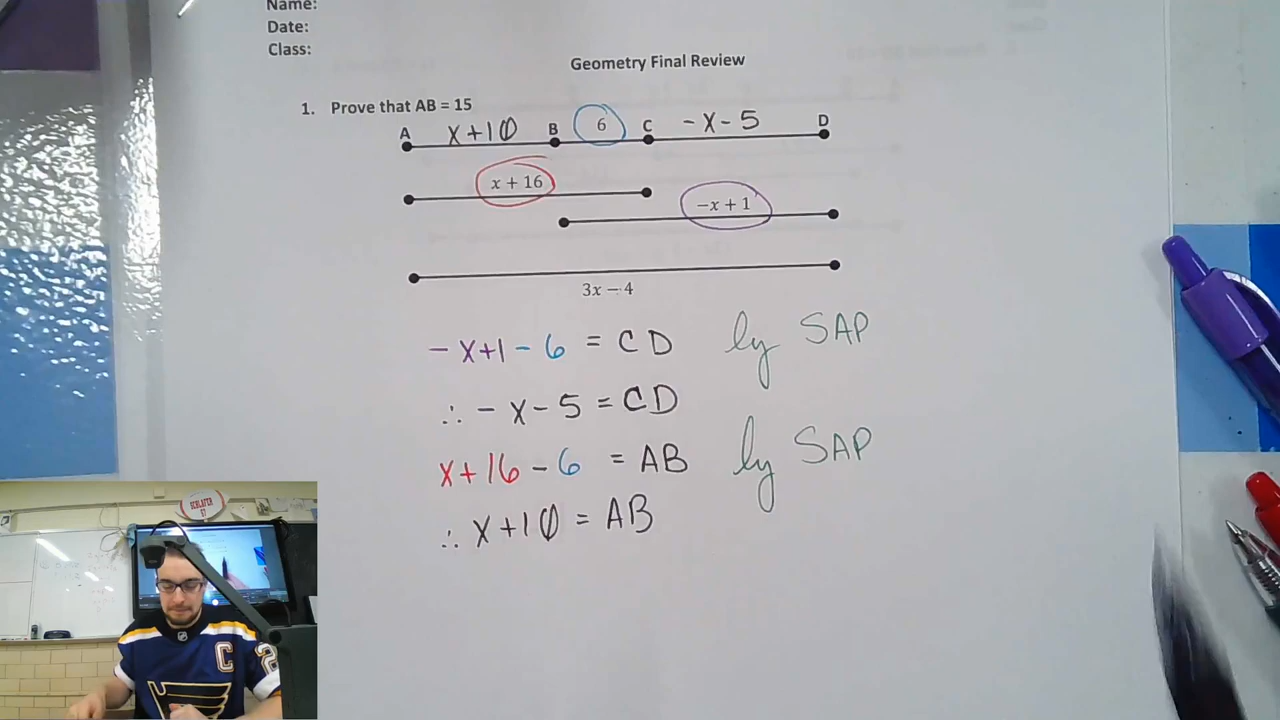 Name:
Date:
Class:
Geometry Final Review
1. Prove that AB = 15
A x+10 B 6 C -x-5 D
x + 16
−x + 1
3x − 4
-x+1-6 = CD by SAP
∴ -x-5 = CD
x+16-6 = AB by SAP
∴ x+10 = AB
C
2